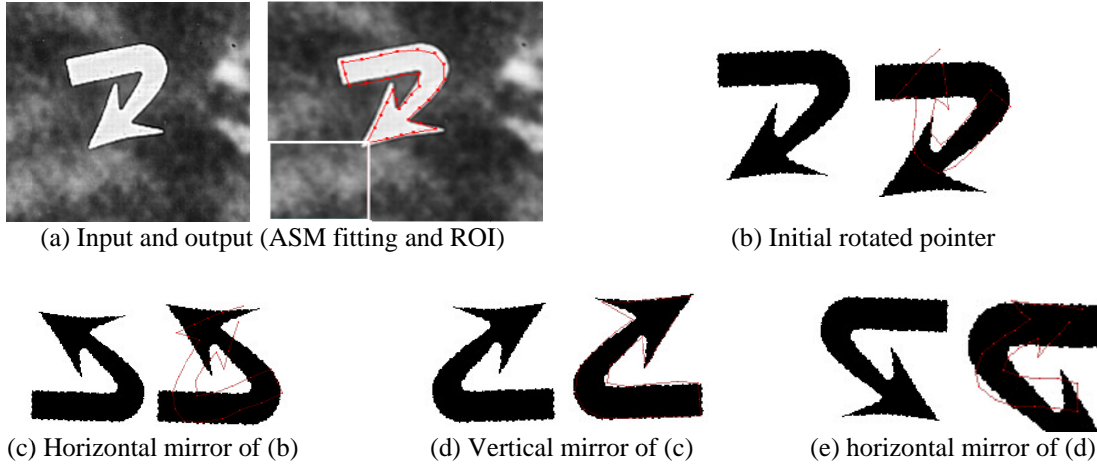 (a) Input and output (ASM fitting and ROI)
(b) Initial rotated pointer
(c) Horizontal mirror of (b)
(d) Vertical mirror of (c)
(e) horizontal mirror of (d)